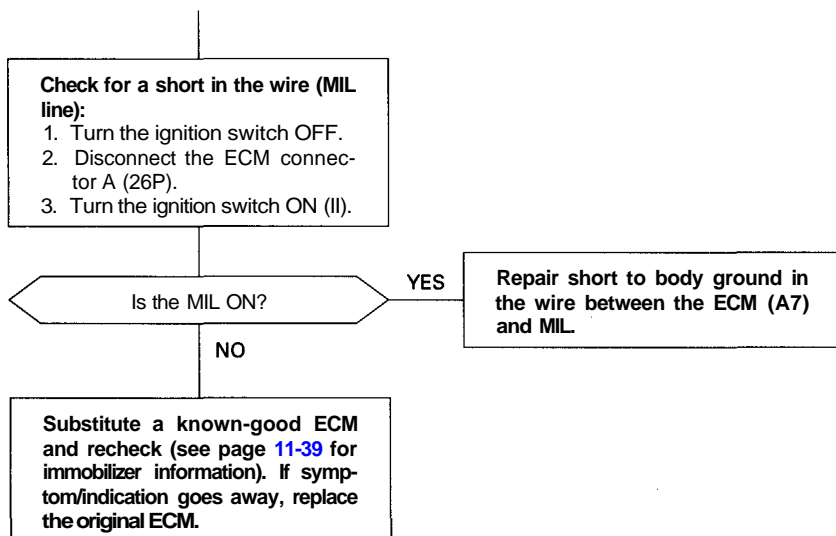 Check for a short in the wire (MIL
line):
1. Turn the ignition switch OFF.
2. Disconnect the ECM connec-
tor A (26P).
3. Turn the ignition switch ON (II).
Is the MIL ON?
YES
Repair short to body ground in
the wire between the ECM (A7)
and MIL.
NO
Substitute a known-good ECM
and recheck (see page 11-39 for
immobilizer information). If symp-
tom/indication goes away, replace
the original ECM.